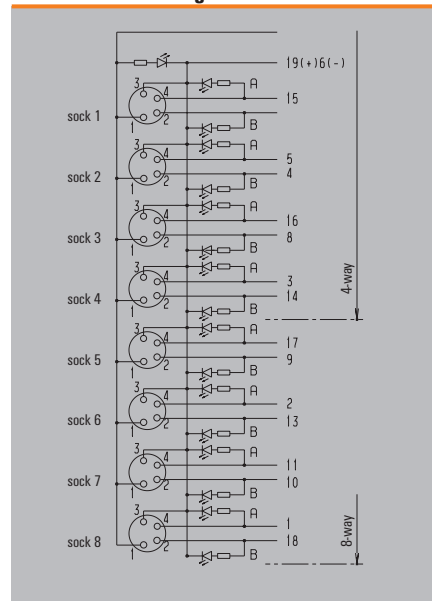 19(+)6(-)
3 A
4 15
sock 1
2
1 B
3 A
4 5
2 4
sock 2
1 B
3 A
4 16
2 8
sock 3
1 B
3 A
4 3
2 14
sock 4
1 B
4-way
3 A
4 17
2 9
sock 5
1 B
3 A
4 2
2 13
sock 6
1 B
3 A
4 11
2 10
sock 7
1 B
3 A
4 1
2 18
sock 8
1 B
8-way